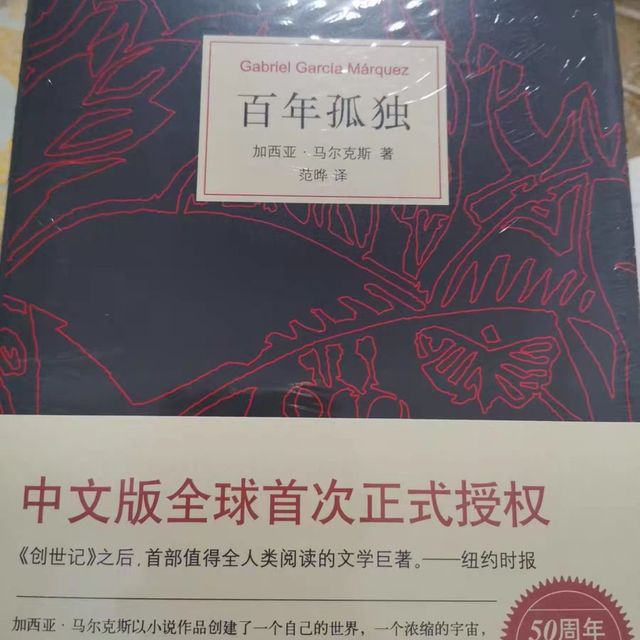 Gabriel García Márquez
百年孤独
加西亚·马尔克斯 著
范晔 译
中文版全球首次正式授权
《创世记》之后，首部值得全人类阅读的文学巨著。——纽约时报
加西亚·马尔克斯以小说作品创建了一个自己的世界，一个浓缩的宇宙，
50周年